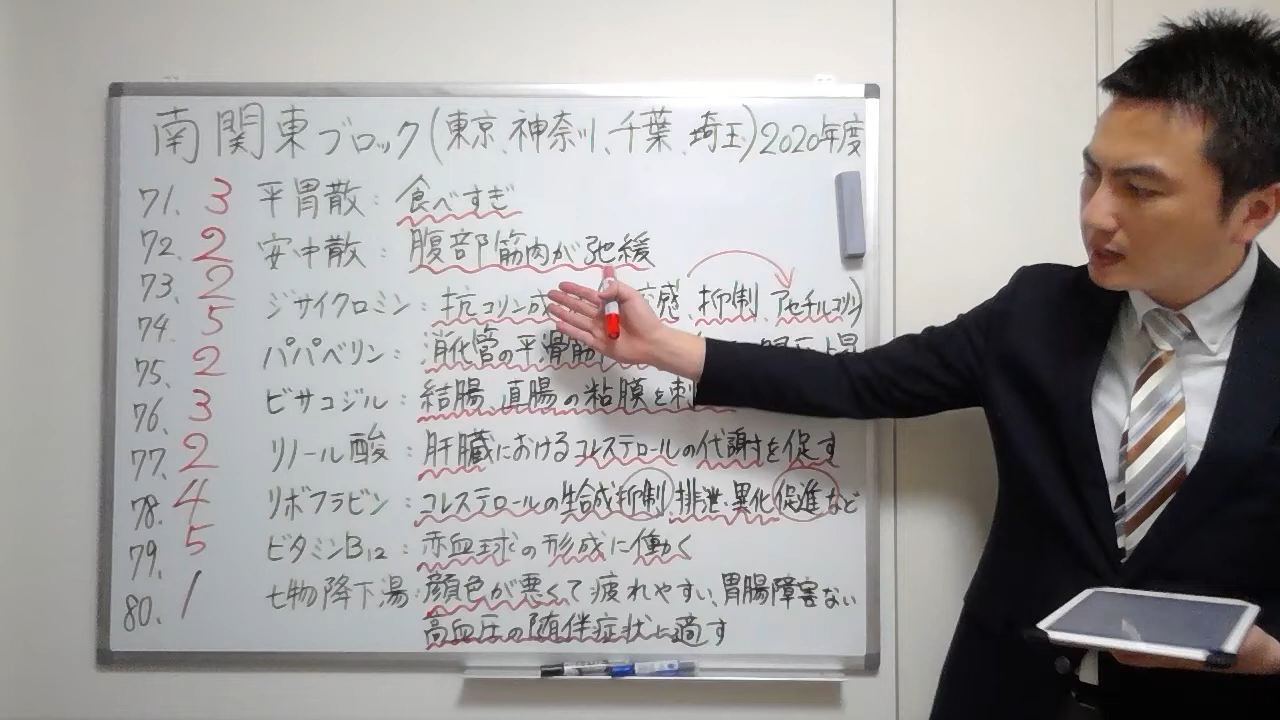 南関東ブロック(東京、神奈川、千葉、埼玉)2020年度
71. 3 平胃散：食べすぎ
72. 2 安中散：腹部筋肉が弛緩
73. 2
74. 5 ジサイクロミン：抗コリン成 感 抑制、アセチルコリン)
75. 2 パパベリン：消化管の平滑筋 上昇
76. 3 ビサコジル：結腸、直腸の粘膜を刺
77. 2 リノール酸：肝臓におけるコレステロールの代謝を促す
78. 4 リボフラビン：コレステロールの生合成抑制、排泄・異化促進など
79. 5 ビタミンB12：赤血球の形成に働く
80. 1 七物降下湯：顔色が悪くて疲れやすい、胃腸障害ない
高血圧の随伴症状に適す